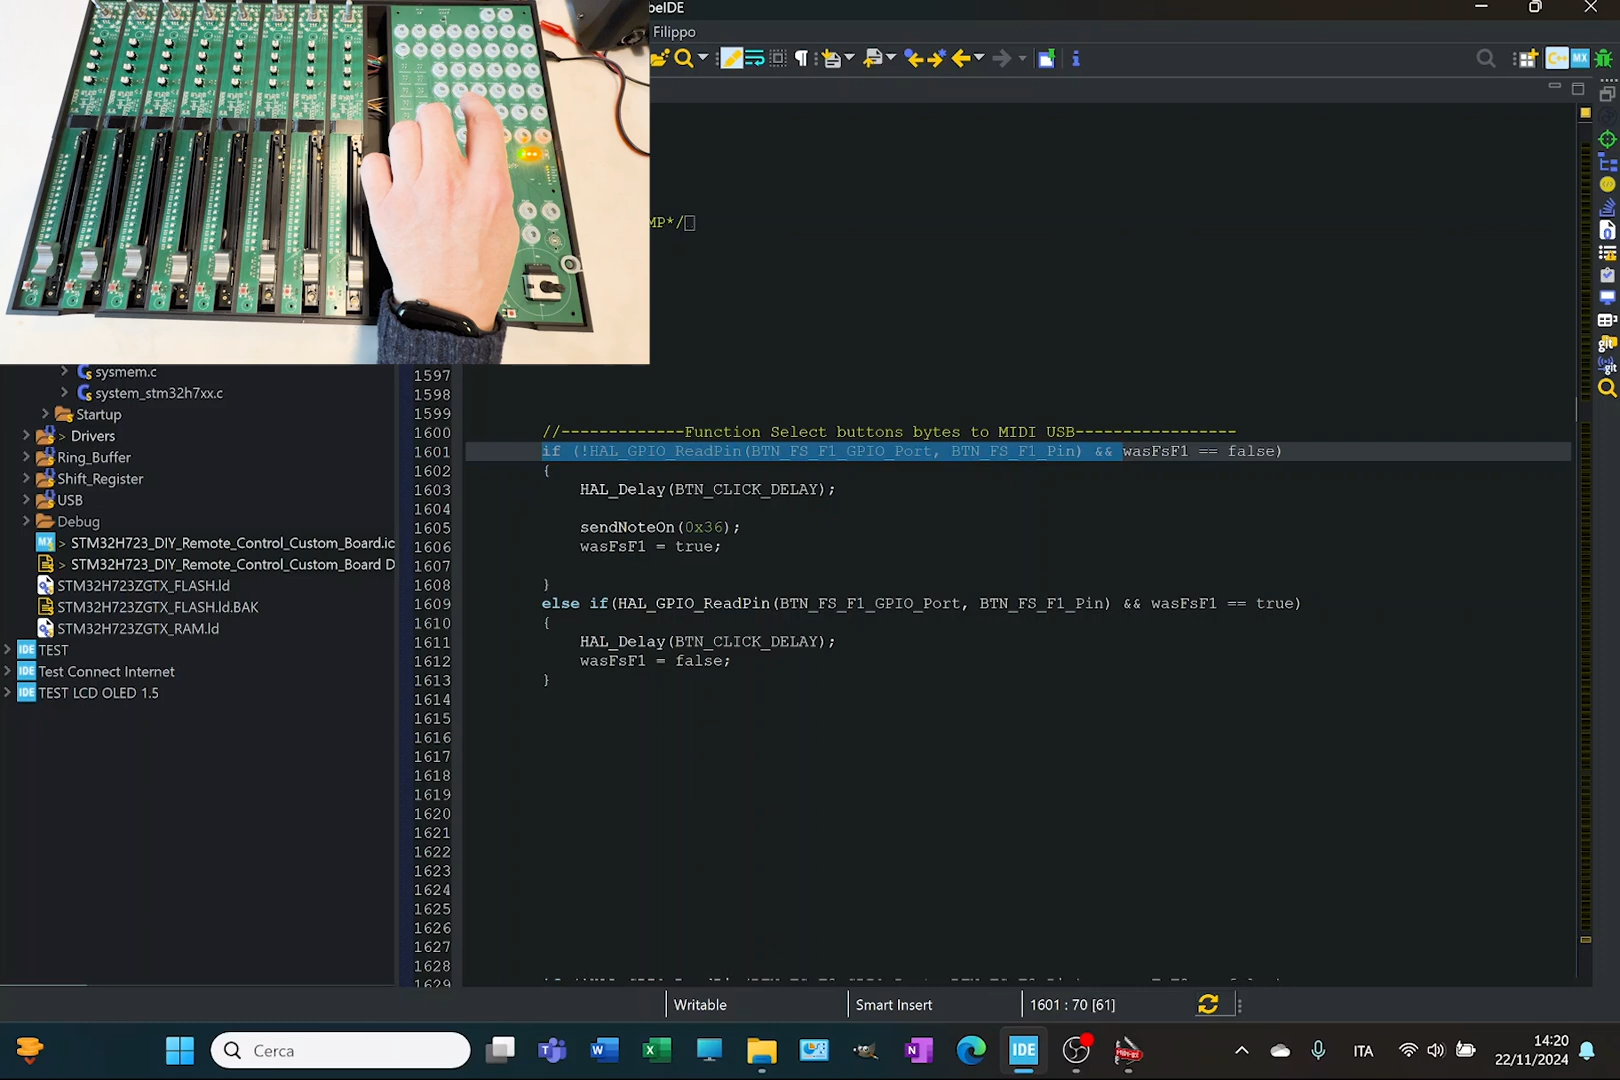 beIDE
Filippo
MP*/
sysmem.c
system_stm32h7xx.c
Startup
> Drivers
Ring_Buffer
Shift_Register
USB
Debug
> STM32H723_DIY_Remote_Control_Custom_Board.ic
> STM32H723_DIY_Remote_Control_Custom_Board D
STM32H723ZGTX_FLASH.ld
STM32H723ZGTX_FLASH.ld.BAK
STM32H723ZGTX_RAM.ld
TEST
Test Connect Internet
TEST LCD OLED 1.5
1597
1598
1599
1600 //-------------Function Select buttons bytes to MIDI USB-----------------
1601 if (!HAL_GPIO_ReadPin(BTN_FS_F1_GPIO_Port, BTN_FS_F1_Pin) && wasFsF1 == false)
1602 {
1603 HAL_Delay(BTN_CLICK_DELAY);
1604
1605 sendNoteOn(0x36);
1606 wasFsF1 = true;
1607
1608 }
1609 else if(HAL_GPIO_ReadPin(BTN_FS_F1_GPIO_Port, BTN_FS_F1_Pin) && wasFsF1 == true)
1610 {
1611 HAL_Delay(BTN_CLICK_DELAY);
1612 wasFsF1 = false;
1613 }
1614
1615
1616
1617
1618
1619
1620
1621
1622
1623
1624
1625
1626
1627
1628
1629
Writable
Smart Insert
1601 : 70 [61]
Cerca
IDE
ITA
14:20
22/11/2024